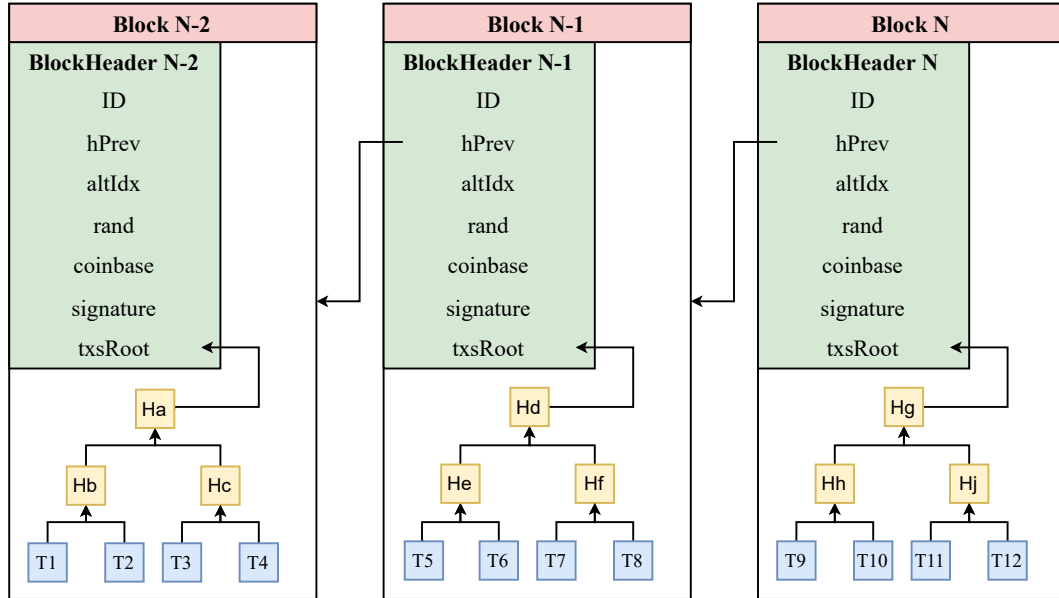 Block N-2
BlockHeader N-2
ID
hPrev
altIdx
rand
coinbase
signature
txsRoot
Ha
Hb Hc
T1 T2 T3 T4
Block N-1
BlockHeader N-1
ID
hPrev
altIdx
rand
coinbase
signature
txsRoot
Hd
He Hf
T5 T6 T7 T8
Block N
BlockHeader N
ID
hPrev
altIdx
rand
coinbase
signature
txsRoot
Hg
Hh Hj
T9 T10 T11 T12